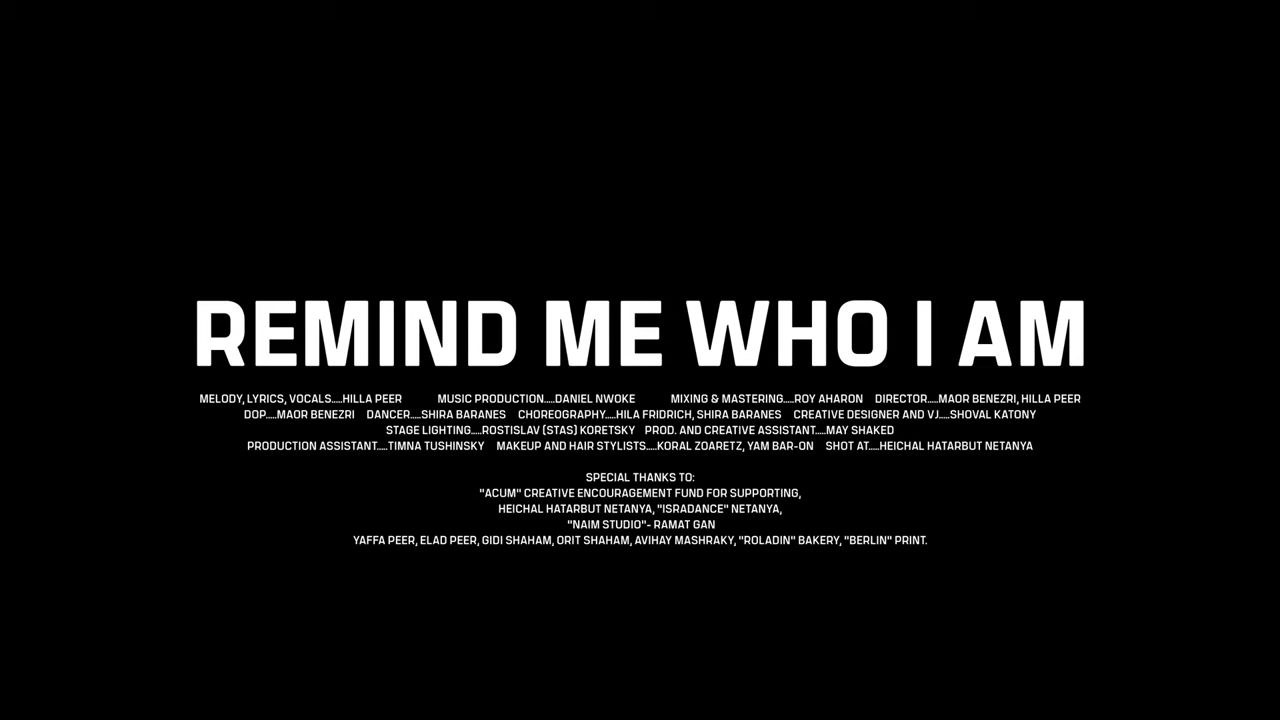 REMIND ME WHO I AM
MELODY, LYRICS, VOCALS.....HILLA PEER MUSIC PRODUCTION.....DANIEL NWOKE MIXING & MASTERING.....ROY AHARON DIRECTOR.....MAOR BENEZRI, HILLA PEER
DOP.....MAOR BENEZRI DANCER.....SHIRA BARANES CHOREOGRAPHY.....HILA FRIDRICH, SHIRA BARANES CREATIVE DESIGNER AND VJ.....SHOVAL KATONY
STAGE LIGHTING.....ROSTISLAV (STAS) KORETSKY PROD. AND CREATIVE ASSISTANT.....MAY SHAKED
PRODUCTION ASSISTANT.....TIMNA TUSHINSKY MAKEUP AND HAIR STYLISTS.....KORAL ZOARETZ, YAM BAR-ON SHOT AT.....HEICHAL HATARBUT NETANYA
SPECIAL THANKS TO:
"ACUM" CREATIVE ENCOURAGEMENT FUND FOR SUPPORTING,
HEICHAL HATARBUT NETANYA, "ISRADANCE" NETANYA,
"NAIM STUDIO"- RAMAT GAN
YAFFA PEER, ELAD PEER, GIDI SHAHAM, ORIT SHAHAM, AVIHAY MASHRAKY, "ROLADIN" BAKERY, "BERLIN" PRINT.